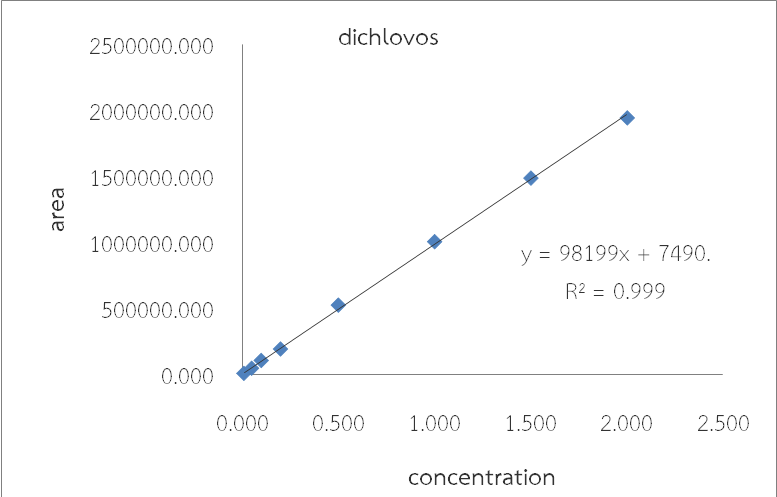 dichlovos
2500000.000
2000000.000
1500000.000
1000000.000
500000.000
0.000
area
y = 98199x + 7490.
R² = 0.999
0.000 0.500 1.000 1.500 2.000 2.500
concentration